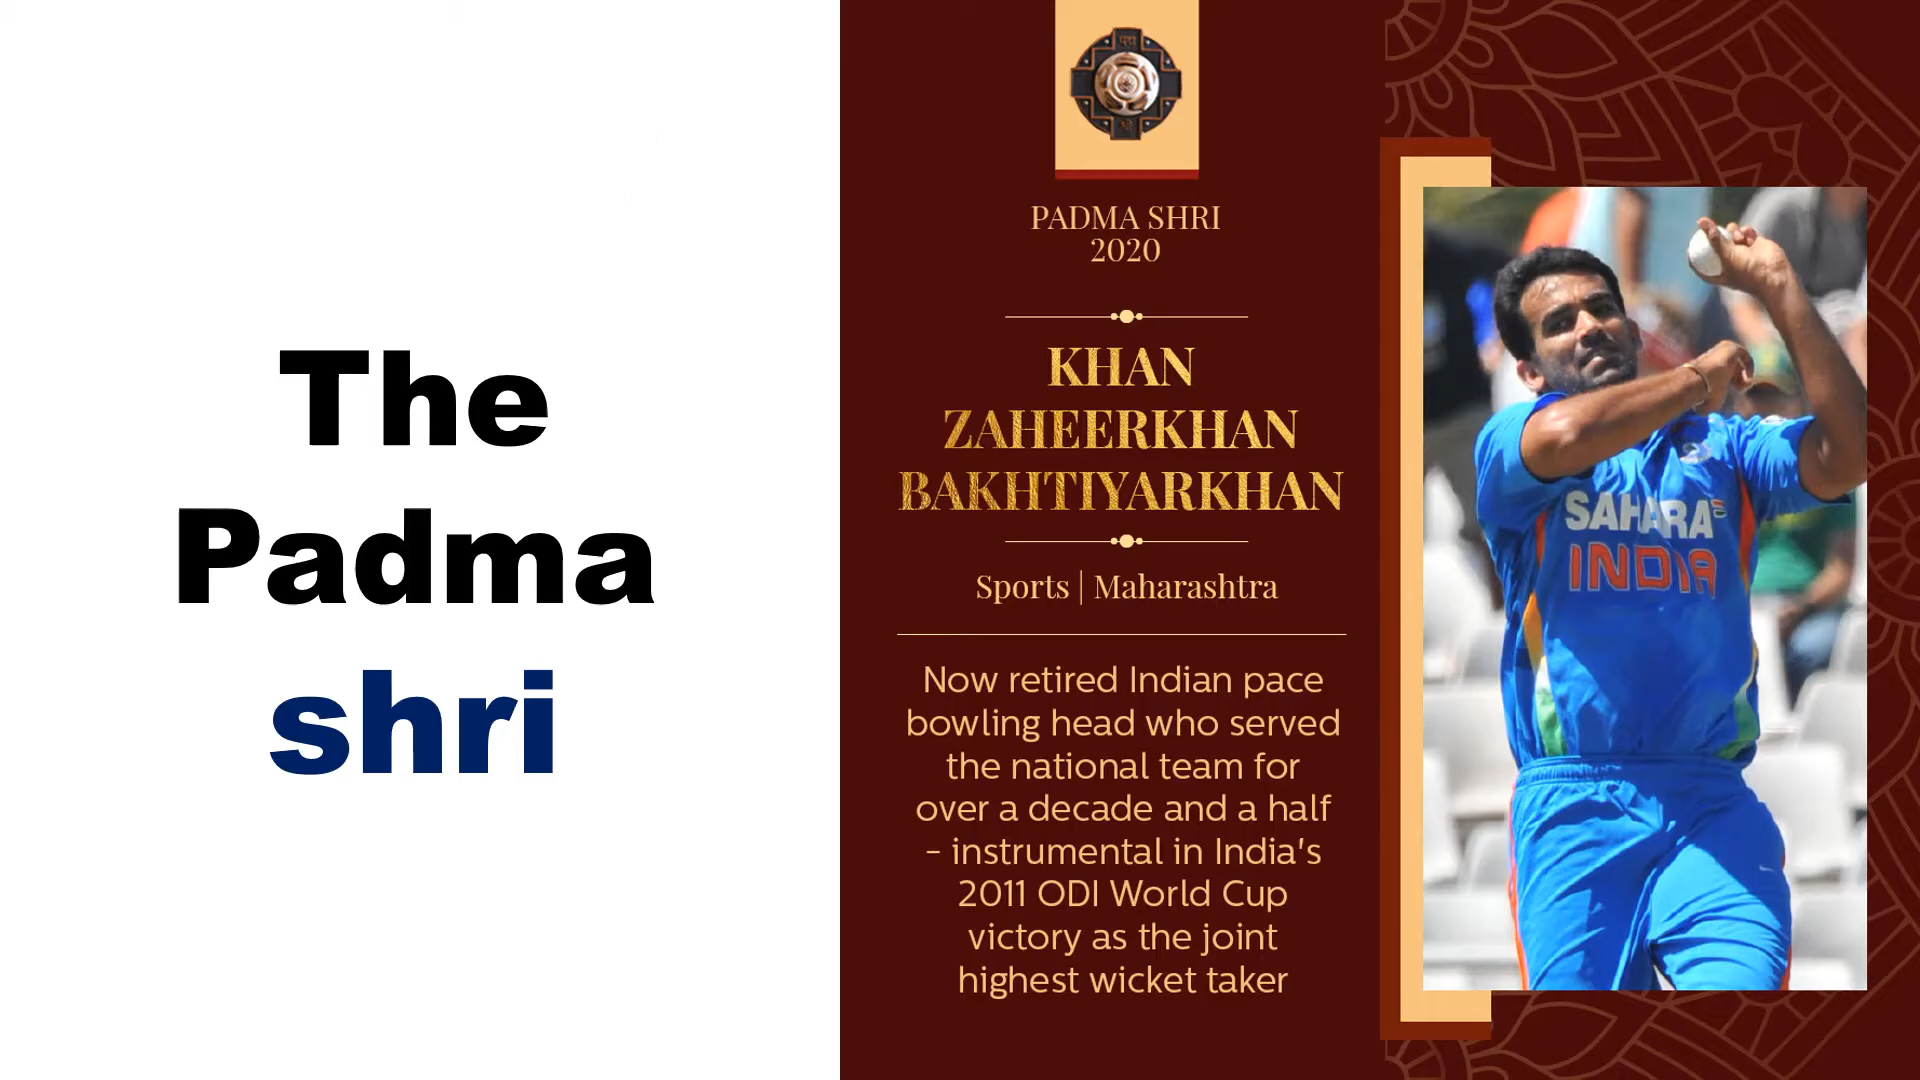 The
Padma
shri
पद्म
श्री
PADMA SHRI
2020
KHAN
ZAHEERKHAN
BAKHTIYARKHAN
Sports | Maharashtra
Now retired Indian pace
bowling head who served
the national team for
over a decade and a half
- instrumental in India's
2011 ODI World Cup
victory as the joint
highest wicket taker
SAHARA
INDIA